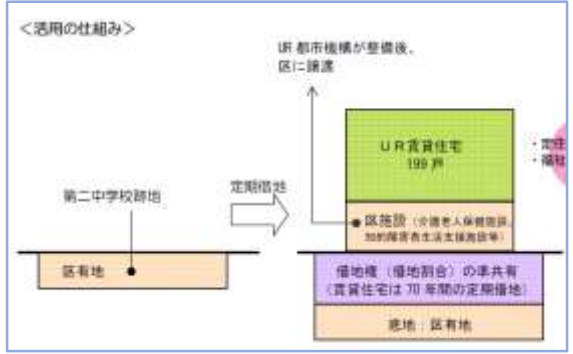 ＜活用の仕組み＞
UR 都市機構が整備後、
区に譲渡
UR賃貸住宅
199 戸
・定住
・福祉
定期借地
第二中学校跡地
区施設（介護老人保健施設、
知的障害者生活支援施設等）
区有地
借地権（借地割合）の準共有
（賃貸住宅は 70 年間の定期借地）
底地：区有地